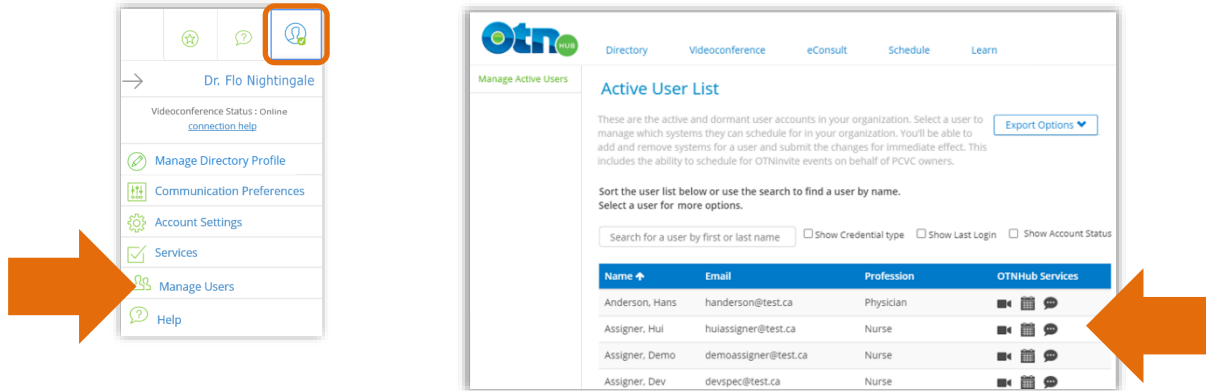 Dr. Flo Nightingale
Videoconference Status : Online
connection help
Manage Directory Profile
Communication Preferences
Account Settings
Services
Manage Users
Help
otn HUB
Directory Videoconference eConsult Schedule Learn
Manage Active Users
Active User List
These are the active and dormant user accounts in your organization. Select a user to
manage which systems they can schedule for in your organization. You'll be able to
add and remove systems for a user and submit the changes for immediate effect. This
includes the ability to schedule for OTNinvite events on behalf of PCVC owners.
Export Options
Sort the user list below or use the search to find a user by name.
Select a user for more options.
Search for a user by first or last name Show Credential type Show Last Login Show Account Status
Name Email Profession OTNHub Services
Anderson, Hans handerson@test.ca Physician
Assigner, Hui huiassigner@test.ca Nurse
Assigner, Demo demoassigner@test.ca Nurse
Assigner, Dev devspec@test.ca Nurse